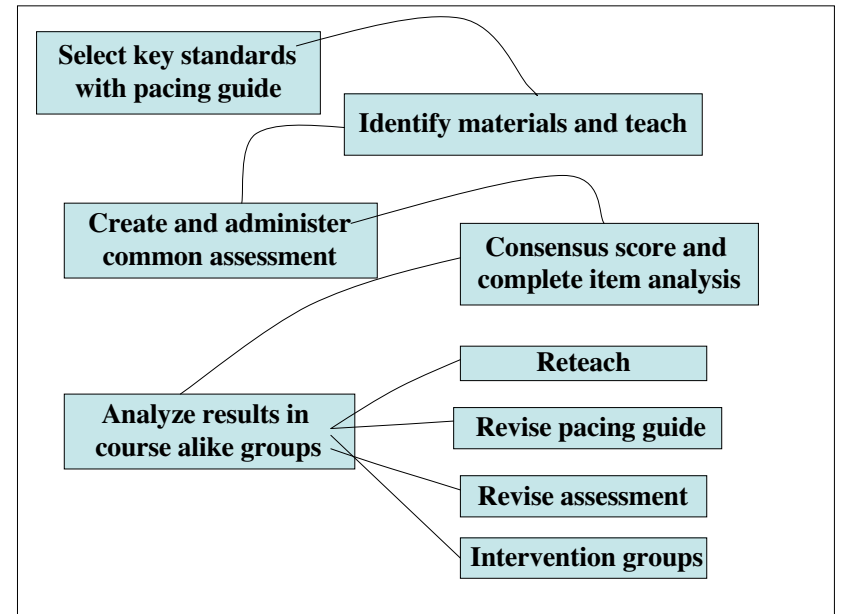 Select key standards
with pacing guide
Identify materials and teach
Create and administer
common assessment
Consensus score and
complete item analysis
Analyze results in
course alike groups
Reteach
Revise pacing guide
Revise assessment
Intervention groups